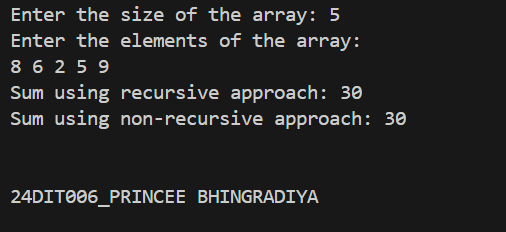 Enter the size of the array: 5
Enter the elements of the array:
8 6 2 5 9
Sum using recursive approach: 30
Sum using non-recursive approach: 30
24DIT006_PRINCEE BHINGRADIYA